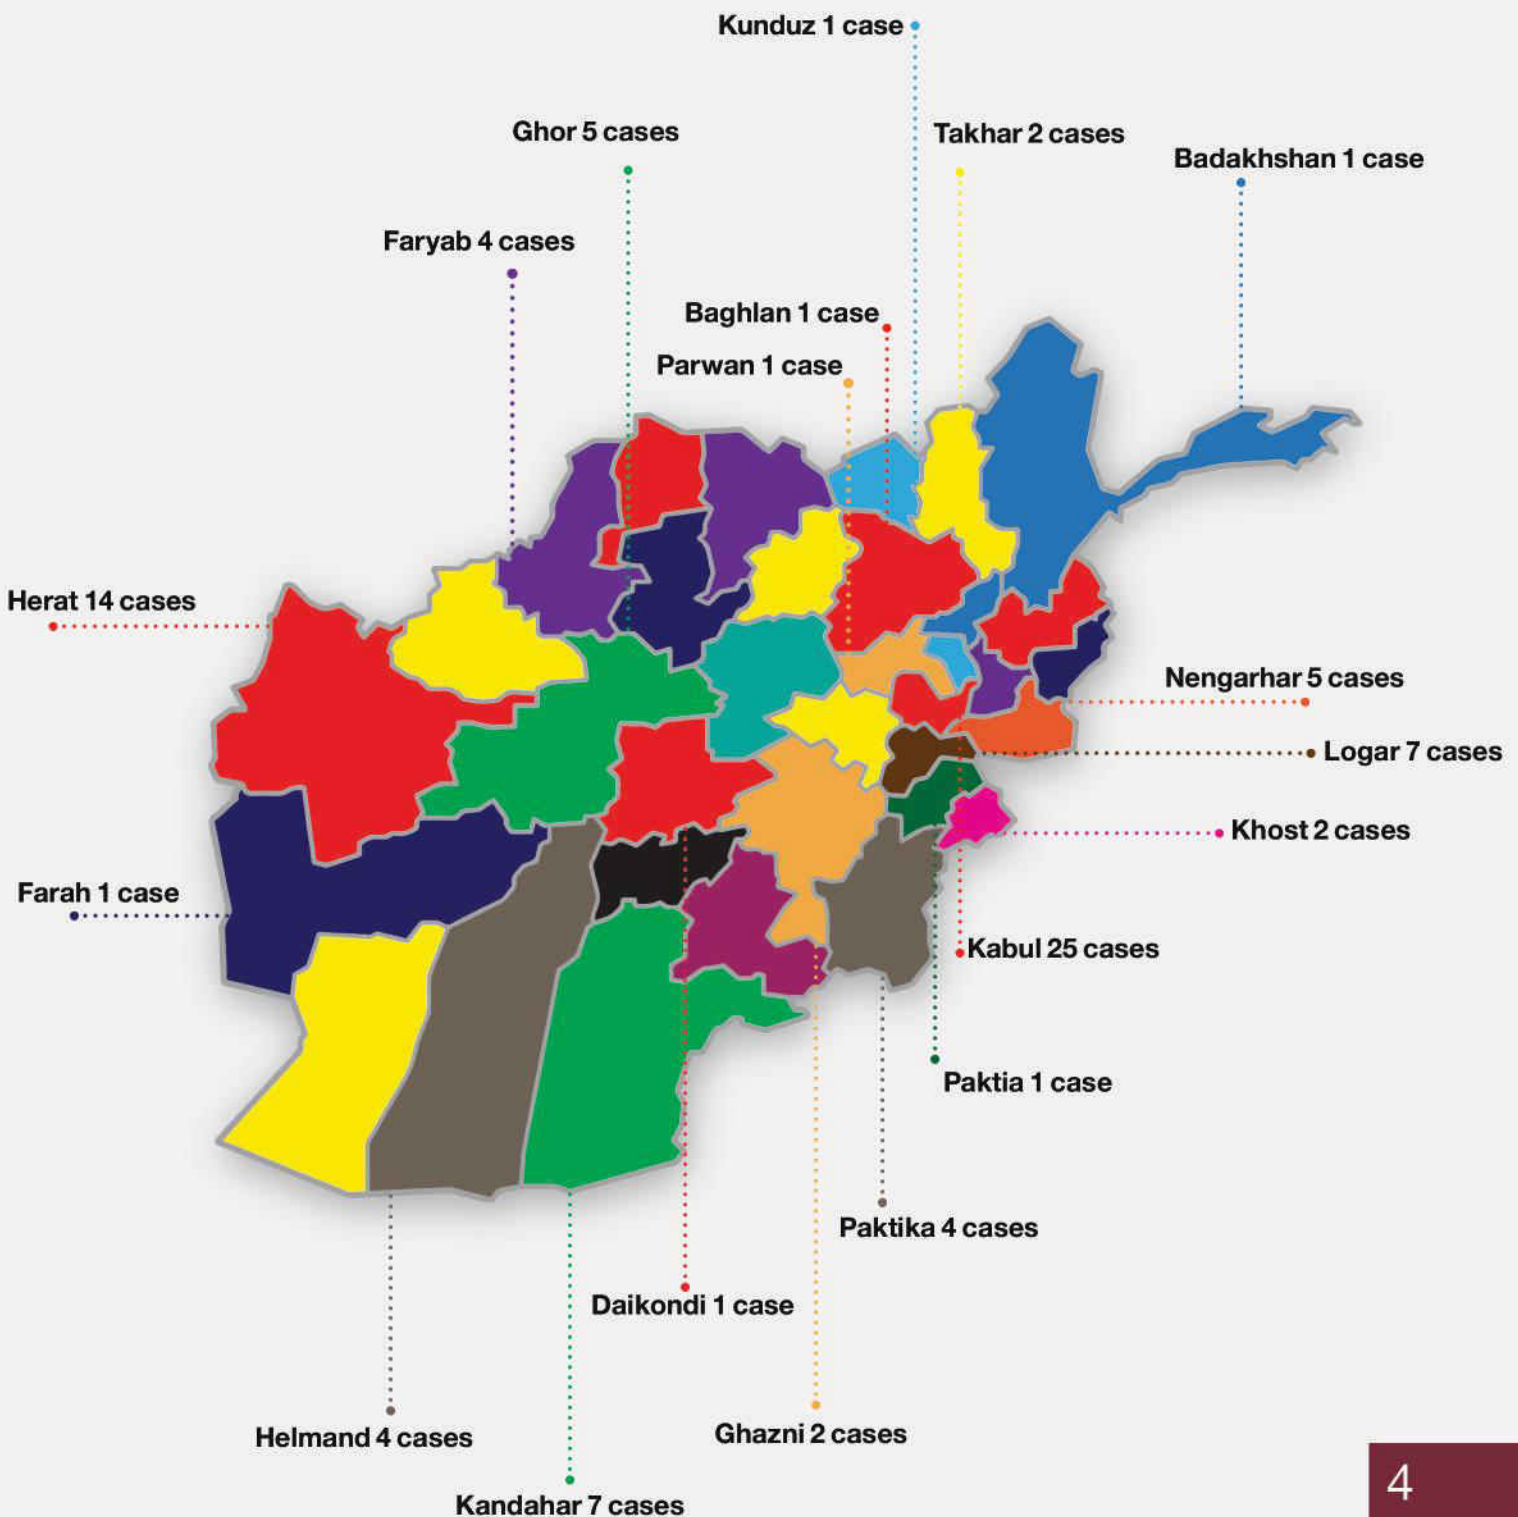 Kunduz 1 case
Ghor 5 cases
Takhar 2 cases
Badakhshan 1 case
Faryab 4 cases
Baghlan 1 case
Parwan 1 case
Herat 14 cases
Nengarhar 5 cases
Logar 7 cases
Khost 2 cases
Farah 1 case
Kabul 25 cases
Paktia 1 case
Paktika 4 cases
Daikondi 1 case
Ghazni 2 cases
Helmand 4 cases
Kandahar 7 cases
4